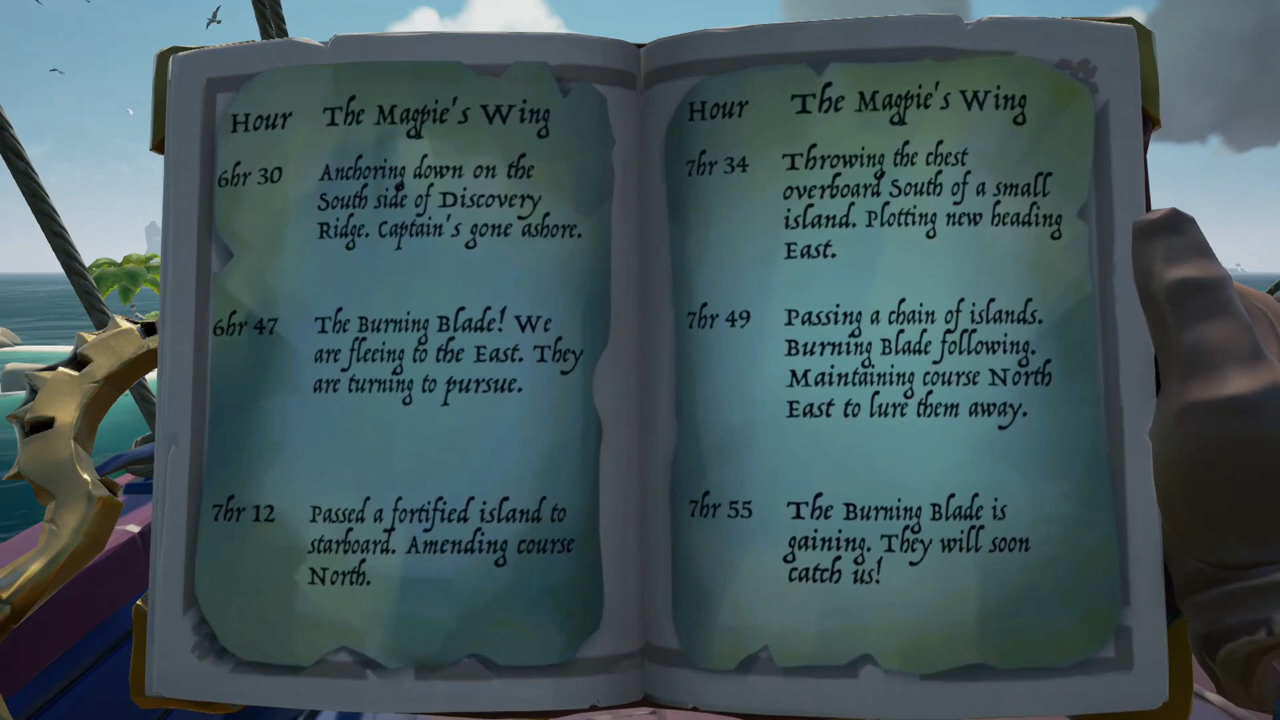 Hour The Magpie's Wing
6hr 30 Anchoring down on the
South side of Discovery
Ridge. Captain's gone ashore.
6hr 47 The Burning Blade! We
are fleeing to the East. They
are turning to pursue.
7hr 12 Passed a fortified island to
starboard. Amending course
North.
Hour The Magpie's Wing
7hr 34 Throwing the chest
overboard South of a small
island. Plotting new heading
East.
7hr 49 Passing a chain of islands.
Burning Blade following.
Maintaining course North
East to lure them away.
7hr 55 The Burning Blade is
gaining. They will soon
catch us!